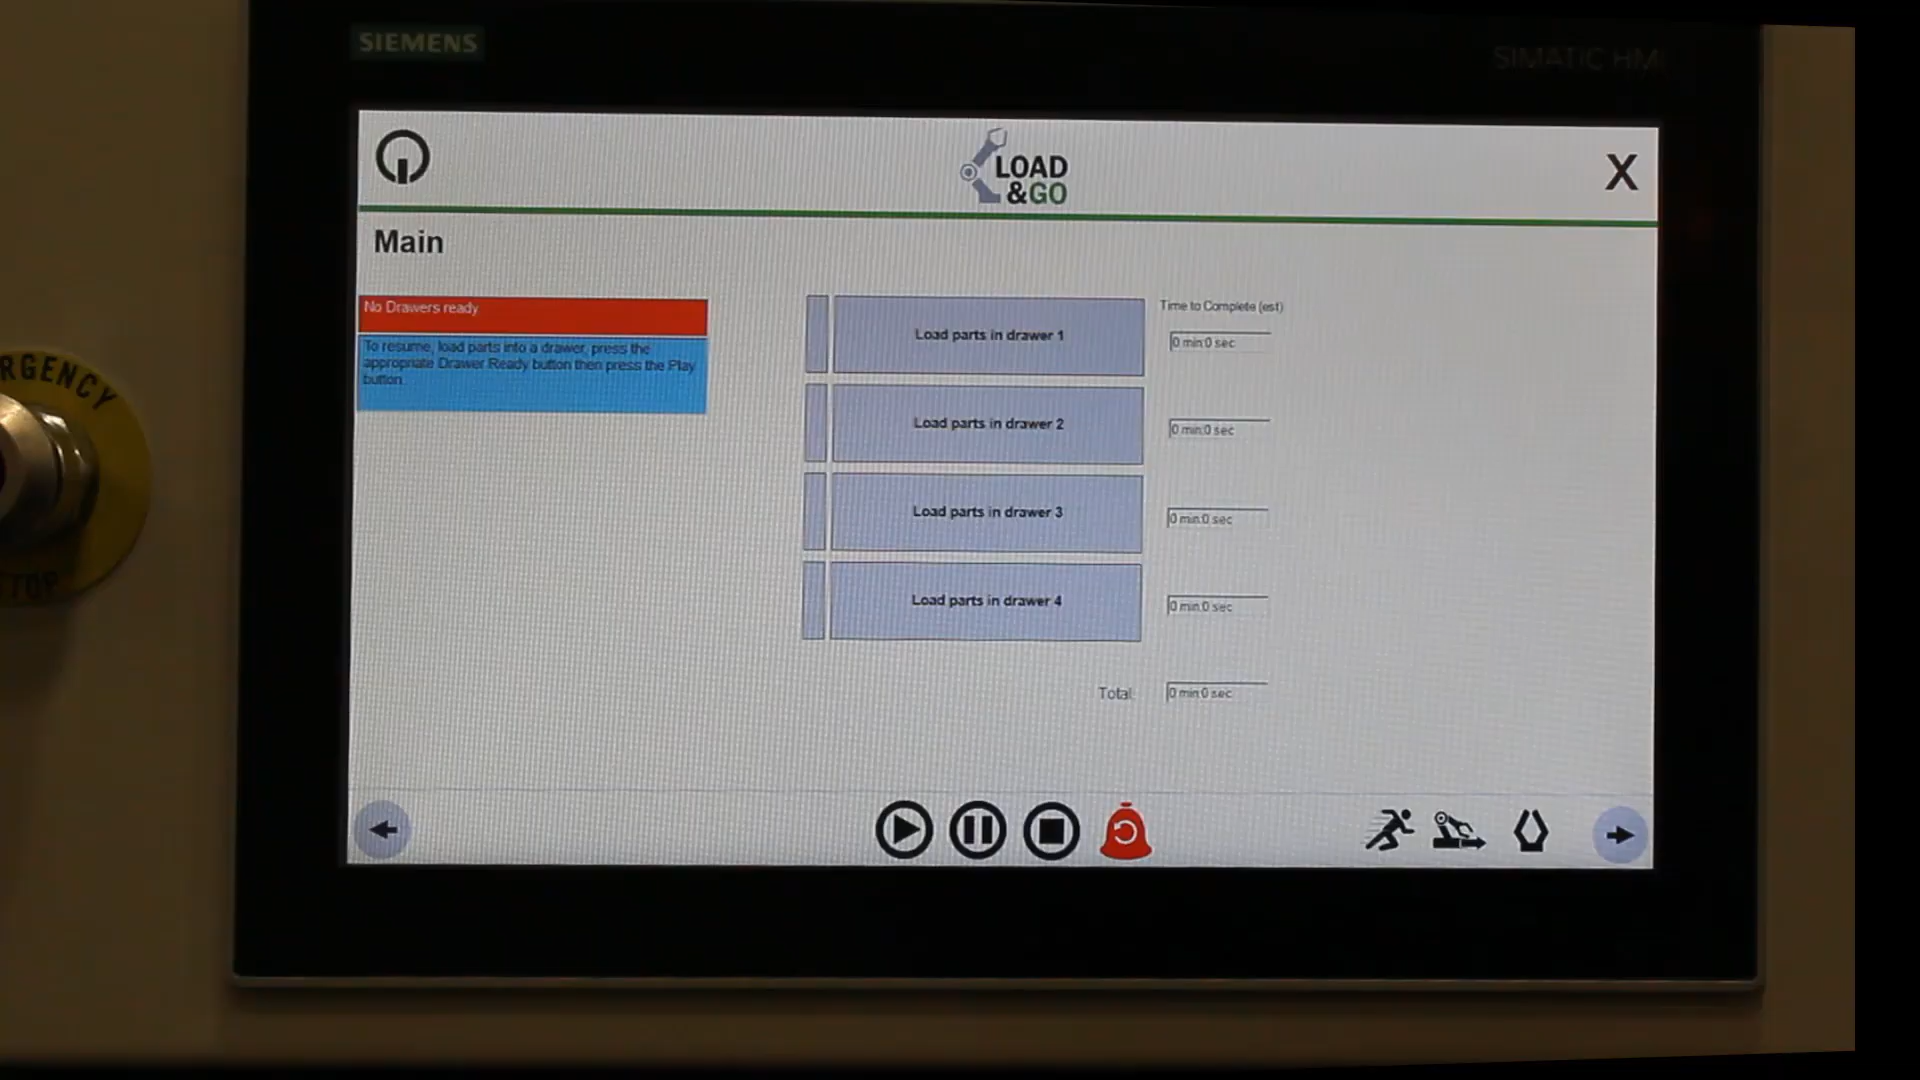 SIEMENS
SIMATIC HM
LOAD
&GO
X
Main
No Drawers ready
To resume, load parts into a drawer, press the
appropriate Drawer Ready button then press the Play
button.
Load parts in drawer 1
Time to Complete (est)
0 min:0 sec
Load parts in drawer 2
0 min:0 sec
Load parts in drawer 3
0 min:0 sec
Load parts in drawer 4
0 min:0 sec
Total
0 min:0 sec
RGENCY
TOP